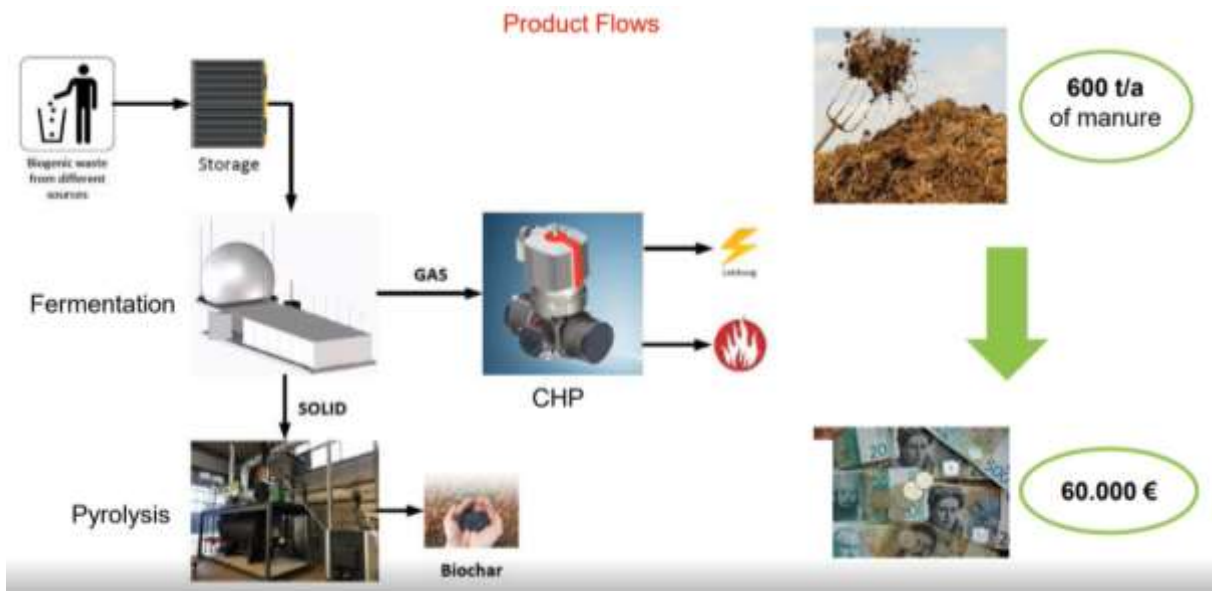 Product Flows
Biogenic waste
from different
sources
Storage
600 t/a
of manure
Fermentation
GAS
CHP
SOLID
Pyrolysis
Biochar
60.000 €
20